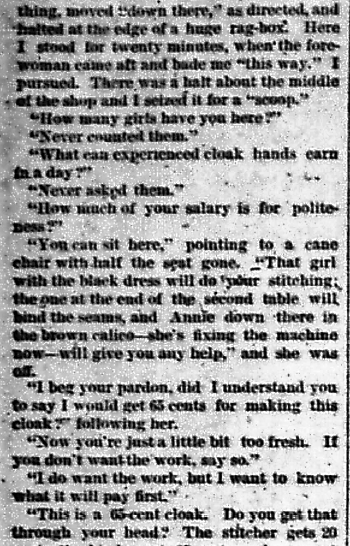 thing, moved "down there," as directed, and
halted at the edge of a huge rag-box. Here
I stood for twenty minutes, when the fore-
woman came aft and bade me "this way." I
pursued. There was a halt about the middle
of the shop and I seized it for a "scoop."
"How many girls have you here?"
"Never counted them."
"What can experienced cloak hands earn
in a day?"
"Never asked them."
"How much of your salary is for polite-
ness?"
"You can sit here," pointing to a cane
chair with half the seat gone. "That girl
with the black dress will do your stitching;
the one at the end of the second table will
bind the seams, and Annie down there in
the brown calico—she's fixing the machine
now—will give you any help," and she was
off.
"I beg your pardon, did I understand you
to say I would get 65 cents for making this
cloak?" following her.
"Now you're just a little bit too fresh. If
you don't want the work, say so."
"I do want the work, but I want to know
what it will pay first."
"This is a 65-cent cloak. Do you get that
through your head? The stitcher gets 20